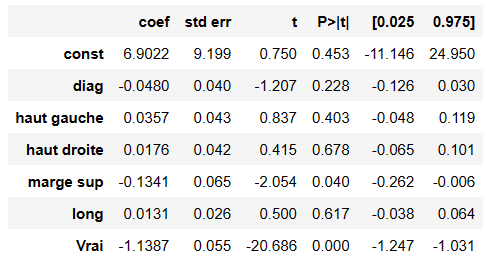 coef std err t P>|t| [0.025 0.975]
const 6.9022 9.199 0.750 0.453 -11.146 24.950
diag -0.0480 0.040 -1.207 0.228 -0.126 0.030
haut gauche 0.0357 0.043 0.837 0.403 -0.048 0.119
haut droite 0.0176 0.042 0.415 0.678 -0.065 0.101
marge sup -0.1341 0.065 -2.054 0.040 -0.262 -0.006
long 0.0131 0.026 0.500 0.617 -0.038 0.064
Vrai -1.1387 0.055 -20.686 0.000 -1.247 -1.031